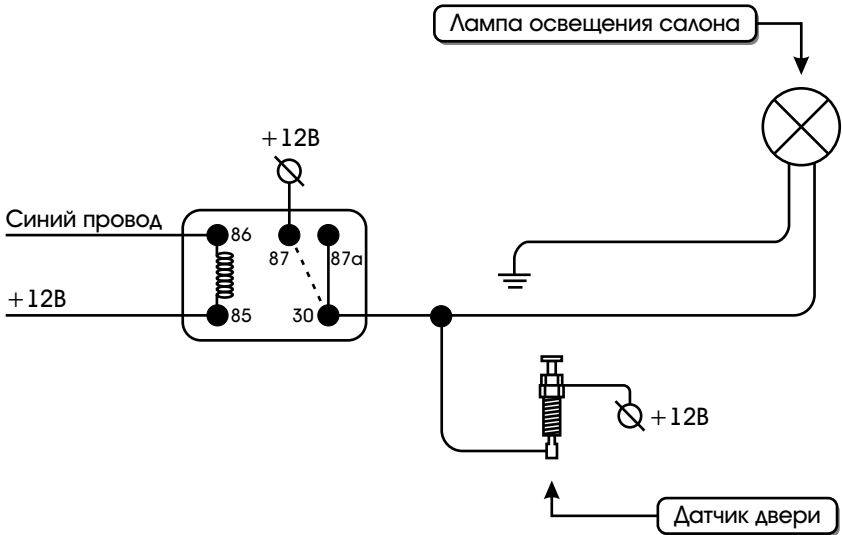 Лампа освещения салона
+12В
Синий провод
86
87
87а
+12В
85
30
+12В
Датчик двери